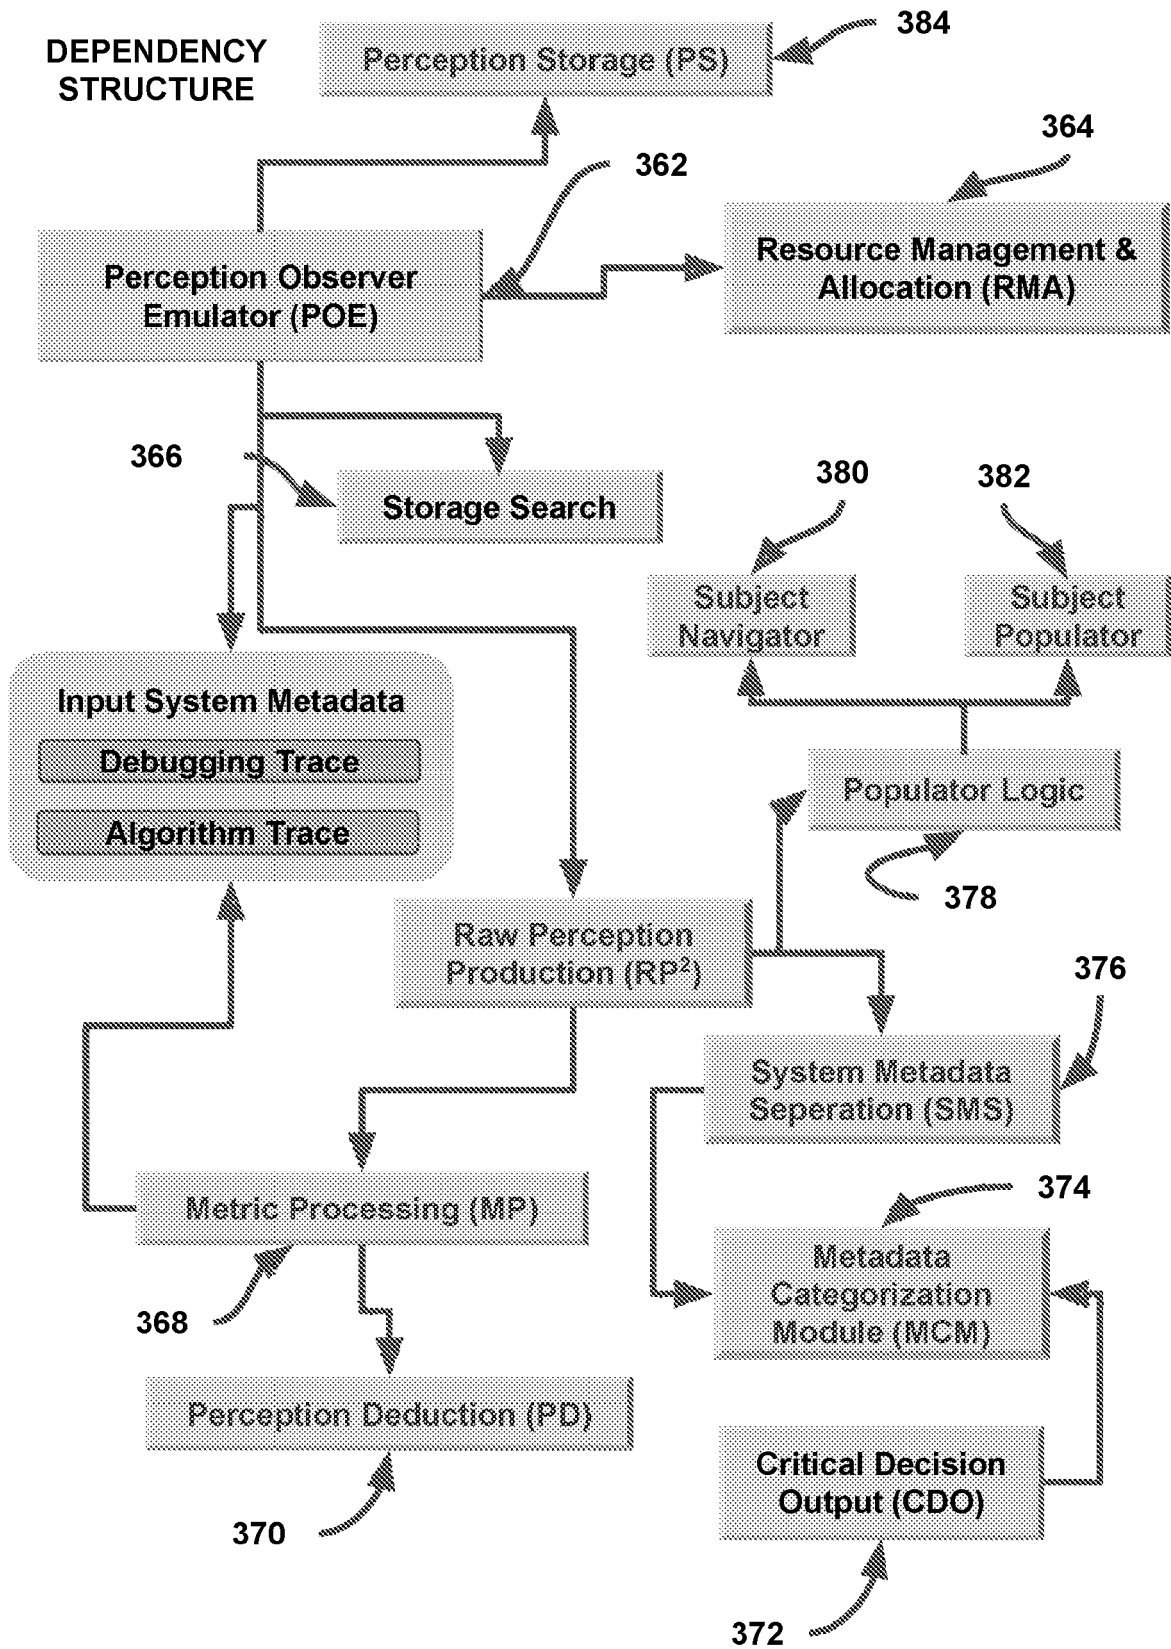 DEPENDENCY
STRUCTURE
Perception Storage (PS)
384
364
362
Perception Observer
Emulator (POE)
Resource Management &
Allocation (RMA)
366
Storage Search
380
382
Subject
Navigator
Subject
Populator
Input System Metadata
Debugging Trace
Algorithm Trace
Populator Logic
378
Raw Perception
Production (RP²)
376
System Metadata
Seperation (SMS)
374
Metric Processing (MP)
Metadata
Categorization
Module (MCM)
368
Perception Deduction (PD)
370
Critical Decision
Output (CDO)
372